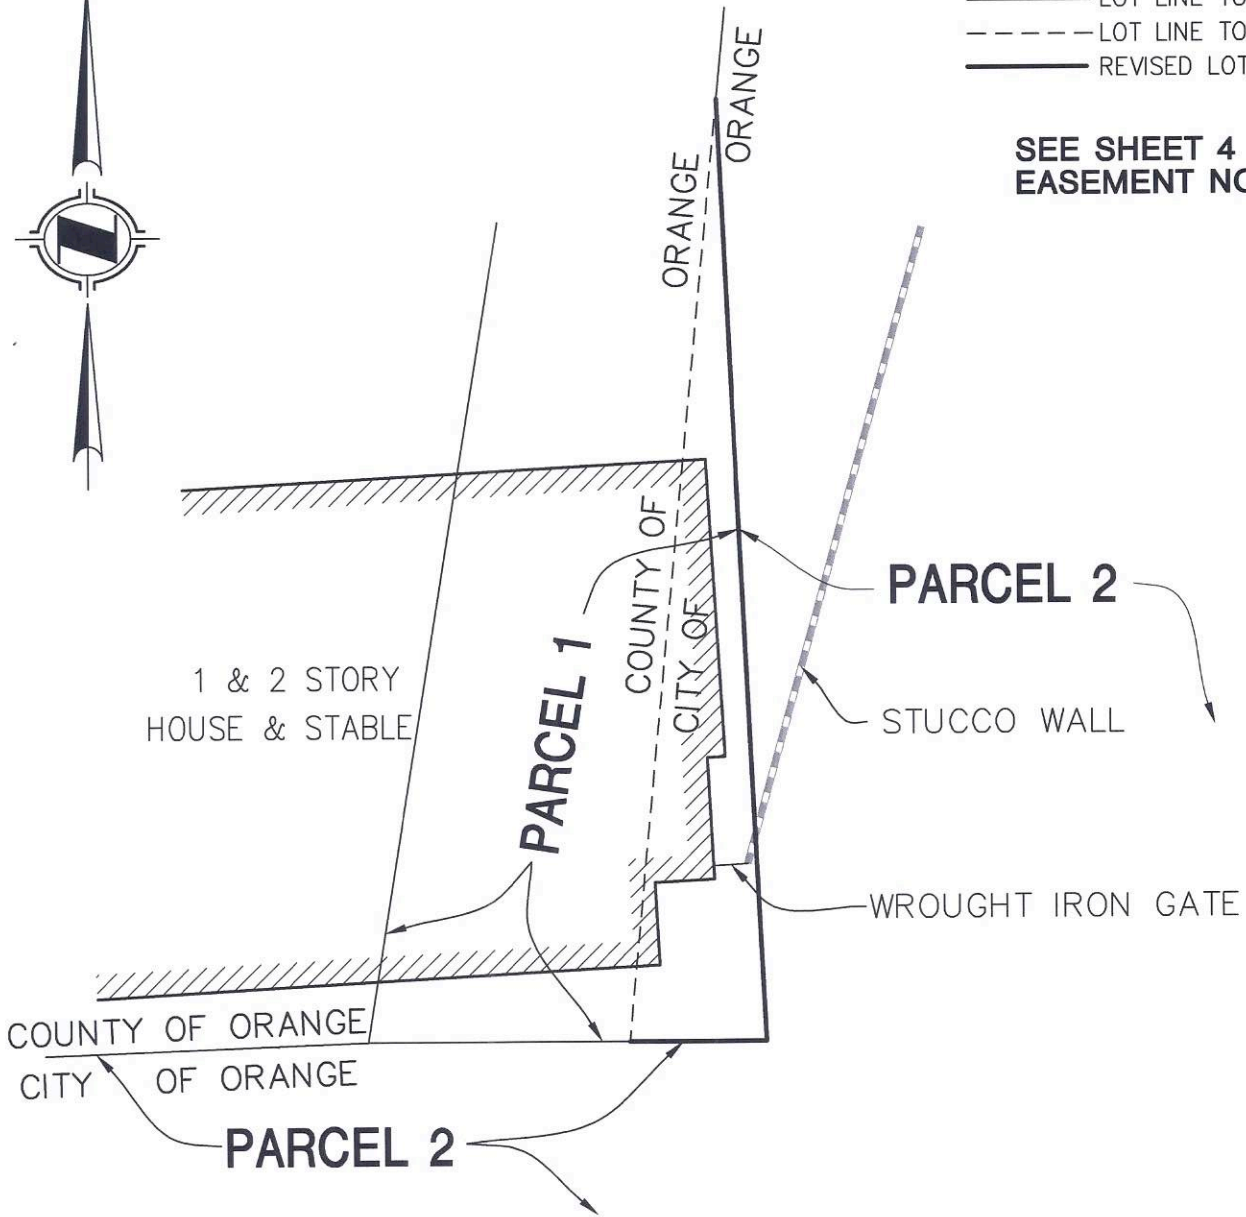 LOT LINE TO
LOT LINE TO
REVISED LOT
SEE SHEET 4
EASEMENT NO
ORANGE
ORANGE
COUNTY OF
CITY OF
PARCEL 1
PARCEL 2
1 & 2 STORY
HOUSE & STABLE
STUCCO WALL
WROUGHT IRON GATE
COUNTY OF ORANGE
CITY OF ORANGE
PARCEL 2